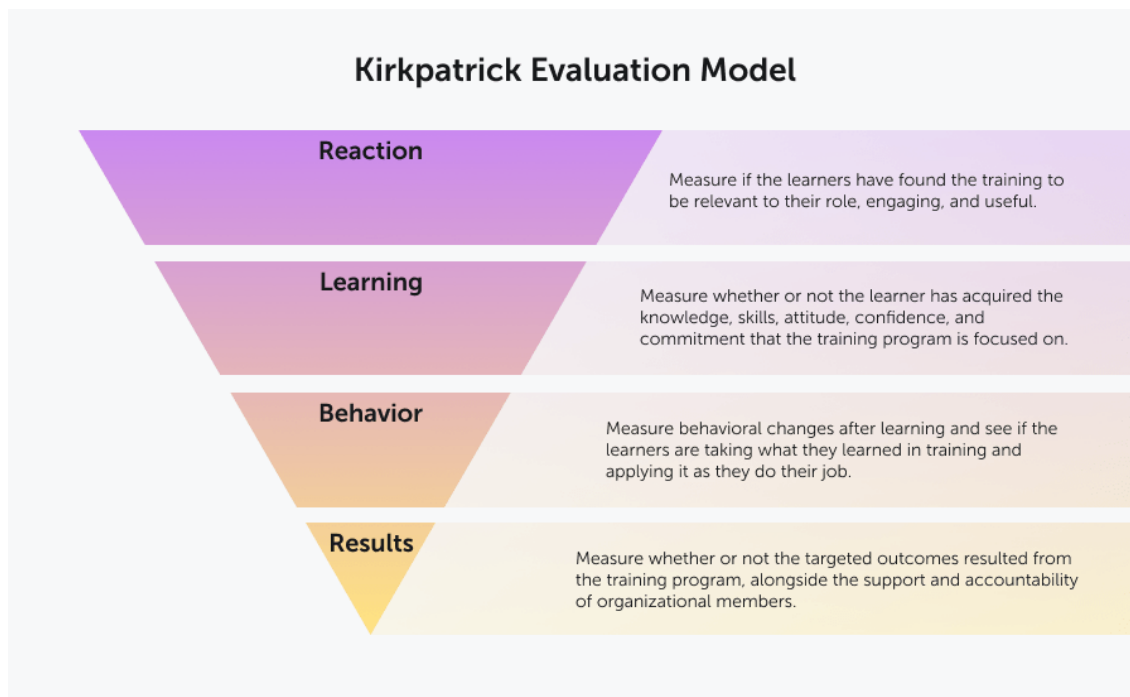 Kirkpatrick Evaluation Model
Reaction
Measure if the learners have found the training to
be relevant to their role, engaging, and useful.
Learning
Measure whether or not the learner has acquired the
knowledge, skills, attitude, confidence, and
commitment that the training program is focused on.
Behavior
Measure behavioral changes after learning and see if the
learners are taking what they learned in training and
applying it as they do their job.
Results
Measure whether or not the targeted outcomes resulted from
the training program, alongside the support and accountability
of organizational members.